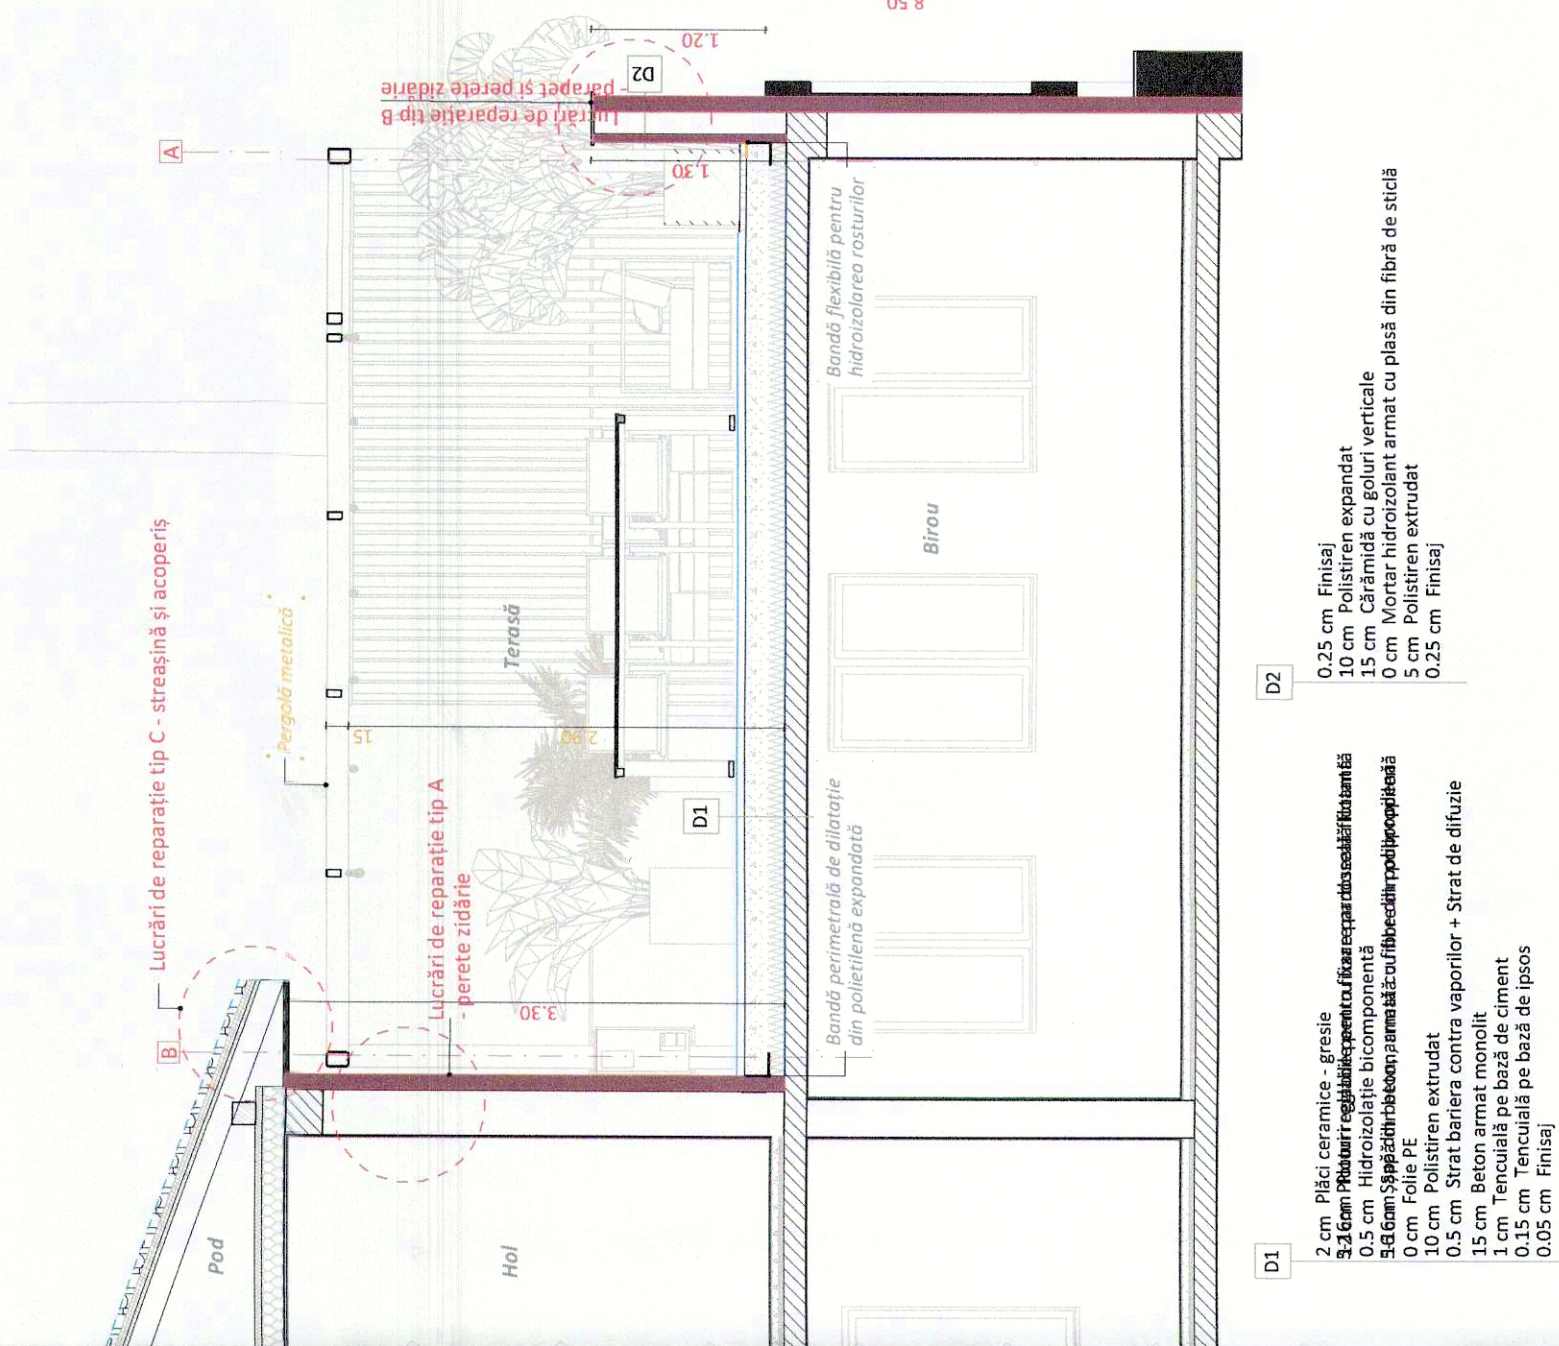 8.50
1.20
D2
Lucrări de reparație tip B
- parapet și perete zidărie
A
1,30
Bandă flexibilă pentru
hidroizolarea rosturilor
Lucrări de reparație tip C - streașină și acoperiș
Pergolă metalică
Terasă
Birou
15
2.90
D1
Lucrări de reparație tip A
- perete zidărie
3.30
Bandă perimetrală de dilatație
din polietilenă expandată
B
Pod
Hol
D2
0.25 cm Finisaj
10 cm Polistiren expandat
15 cm Cărămidă cu goluri verticale
0 cm Mortar hidroizolant armat cu plasă din fibră de sticlă
5 cm Polistiren extrudat
0.25 cm Finisaj
D1
2 cm Plăci ceramice - gresie
0.5 cm Hidroizolație bicomponentă
0 cm Folie PE
10 cm Polistiren extrudat
0.5 cm Strat bariera contra vaporilor + Strat de difuzie
15 cm Beton armat monolit
1 cm Tencuială pe bază de ciment
0.15 cm Tencuială pe bază de ipsos
0.05 cm Finisaj